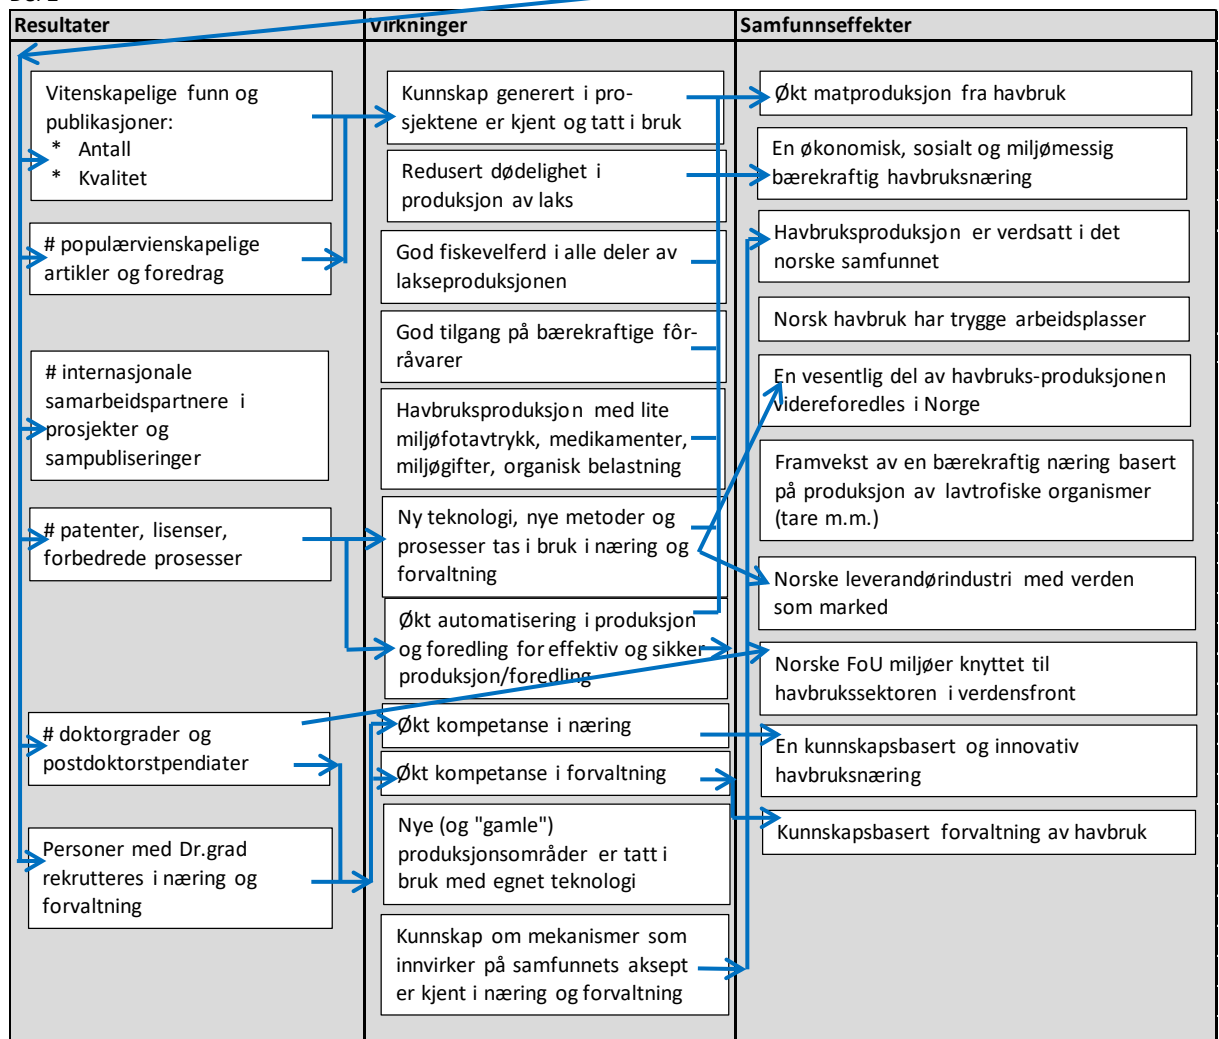 Resultater
Vitenskapelige funn og
publikasjoner:
* Antall
* Kvalitet
# populærvienskapelige
artikler og foredrag
# internasjonale
samarbeidspartnere i
prosjekter og
sampubliseringer
# patenter, lisenser,
forbedrede prosesser
# doktorgrader og
postdoktorstpendiater
Personer med Dr.grad
rekrutteres i næring og
forvaltning
Virkninger
Kunnskap generert i pro-
sjektene er kjent og tatt i bruk
Redusert dødelighet i
produksjon av laks
God fiskevelferd i alle deler av
lakseproduksjonen
God tilgang på bærekraftige fôr-
råvarer
Havbruksproduksjon med lite
miljøfotavtrykk, medikamenter,
miljøgifter, organisk belastning
Ny teknologi, nye metoder og
prosesser tas i bruk i næring og
forvaltning
Økt automatisering i produksjon
og foredling for effektiv og sikker
produksjon/foredling
Økt kompetanse i næring
Økt kompetanse i forvaltning
Nye (og "gamle")
produksjonsområder er tatt i
bruk med egnet teknologi
Kunnskap om mekanismer som
innvirker på samfunnets aksept
er kjent i næring og forvaltning
Samfunnseffekter
Økt matproduksjon fra havbruk
En økonomisk, sosialt og miljømessig
bærekraftig havbruksnæring
Havbruksproduksjon er verdsatt i det
norske samfunnet
Norsk havbruk har trygge arbeidsplasser
En vesentlig del av havbruks-produksjonen
videreforedles i Norge
Framvekst av en bærekraftig næring basert
på produksjon av lavtrofiske organismer
(tare m.m.)
Norske leverandørindustri med verden
som marked
Norske FoU miljøer knyttet til
havbrukssektoren i verdensfront
En kunnskapsbasert og innovativ
havbruksnæring
Kunnskapsbasert forvaltning av havbruk